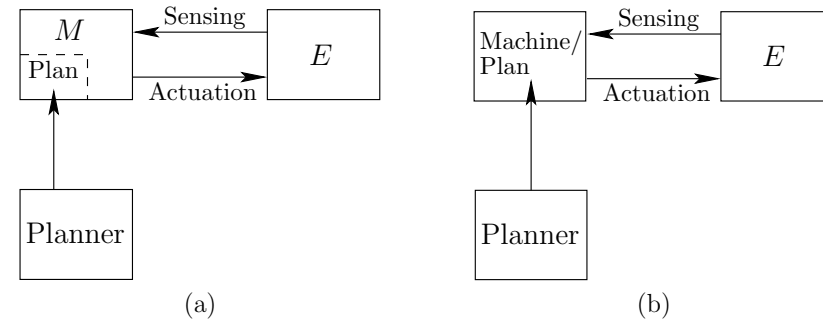 M
Plan
Sensing
Actuation
E
Planner
(a)
Machine/
Plan
Sensing
Actuation
E
Planner
(b)